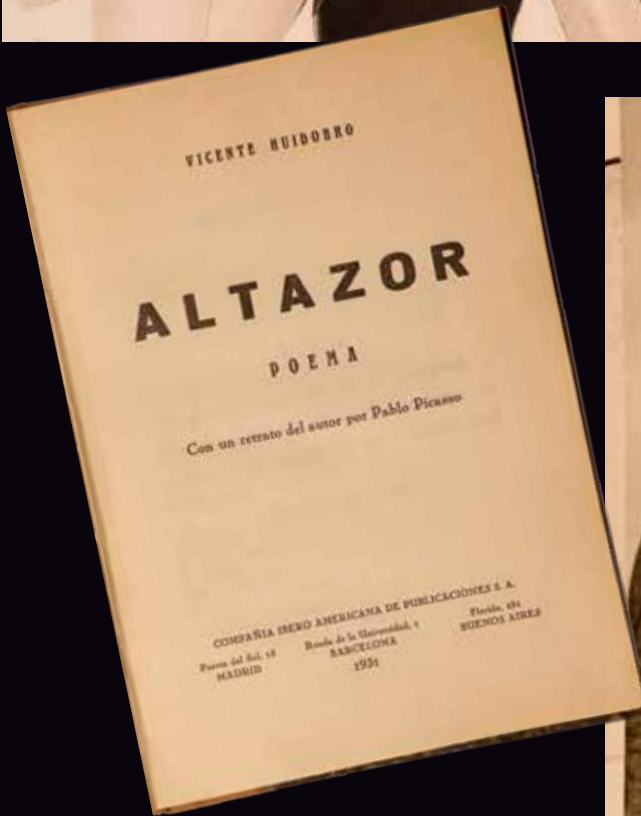 VICENTE HUIDOBRO
ALTAZOR
POEMA
Con un retrato del autor por Pablo Picasso
COMPAÑIA IBERO AMERICANA DE PUBLICACIONES S. A.
Puerta del Sol, 15
MADRID
Ronda de la Universidad, 1
BARCELONA
Florida, 251
BUENOS AIRES
1931